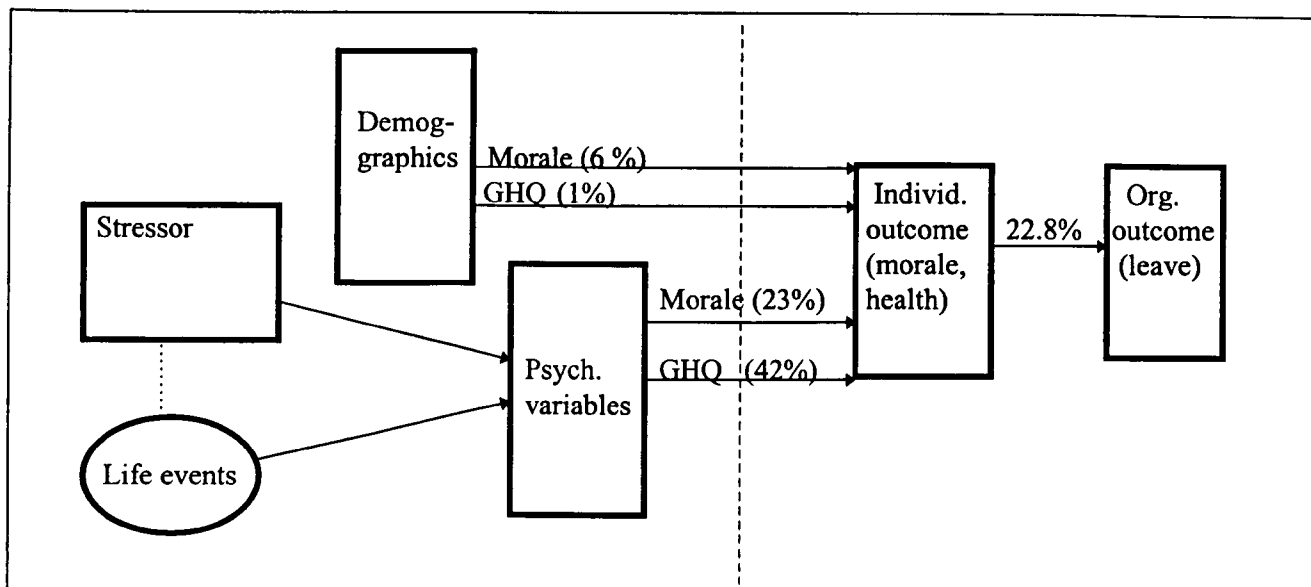 Demog-
graphics
Morale (6 %)
GHQ (1%)
Stressor
Individ.
outcome
(morale,
health)
22.8%
Org.
outcome
(leave)
Morale (23%)
GHQ (42%)
Psych.
variables
Life events